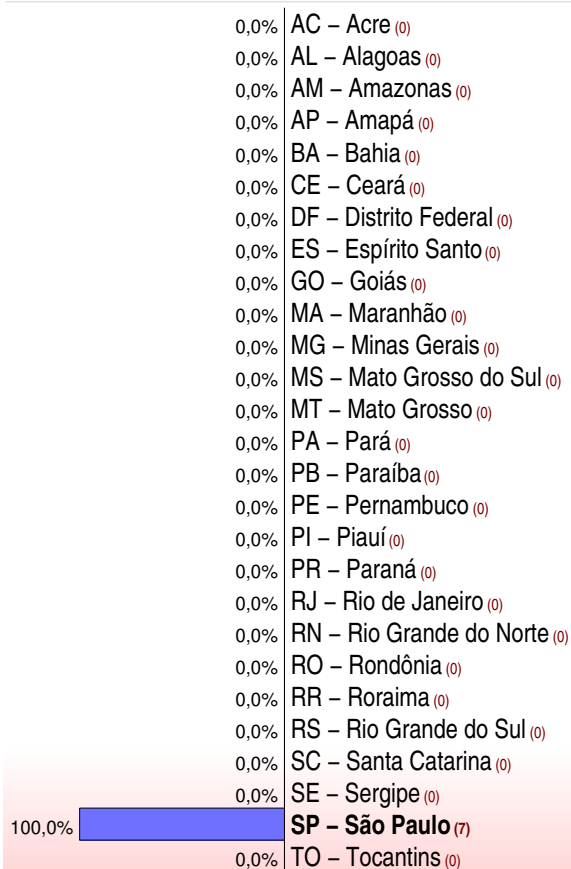 0,0% AC – Acre (0)
0,0% AL – Alagoas (0)
0,0% AM – Amazonas (0)
0,0% AP – Amapá (0)
0,0% BA – Bahia (0)
0,0% CE – Ceará (0)
0,0% DF – Distrito Federal (0)
0,0% ES – Espírito Santo (0)
0,0% GO – Goiás (0)
0,0% MA – Maranhão (0)
0,0% MG – Minas Gerais (0)
0,0% MS – Mato Grosso do Sul (0)
0,0% MT – Mato Grosso (0)
0,0% PA – Pará (0)
0,0% PB – Paraíba (0)
0,0% PE – Pernambuco (0)
0,0% PI – Piauí (0)
0,0% PR – Paraná (0)
0,0% RJ – Rio de Janeiro (0)
0,0% RN – Rio Grande do Norte (0)
0,0% RO – Rondônia (0)
0,0% RR – Roraima (0)
0,0% RS – Rio Grande do Sul (0)
0,0% SC – Santa Catarina (0)
0,0% SE – Sergipe (0)
100,0% SP – São Paulo (7)
0,0% TO – Tocantins (0)